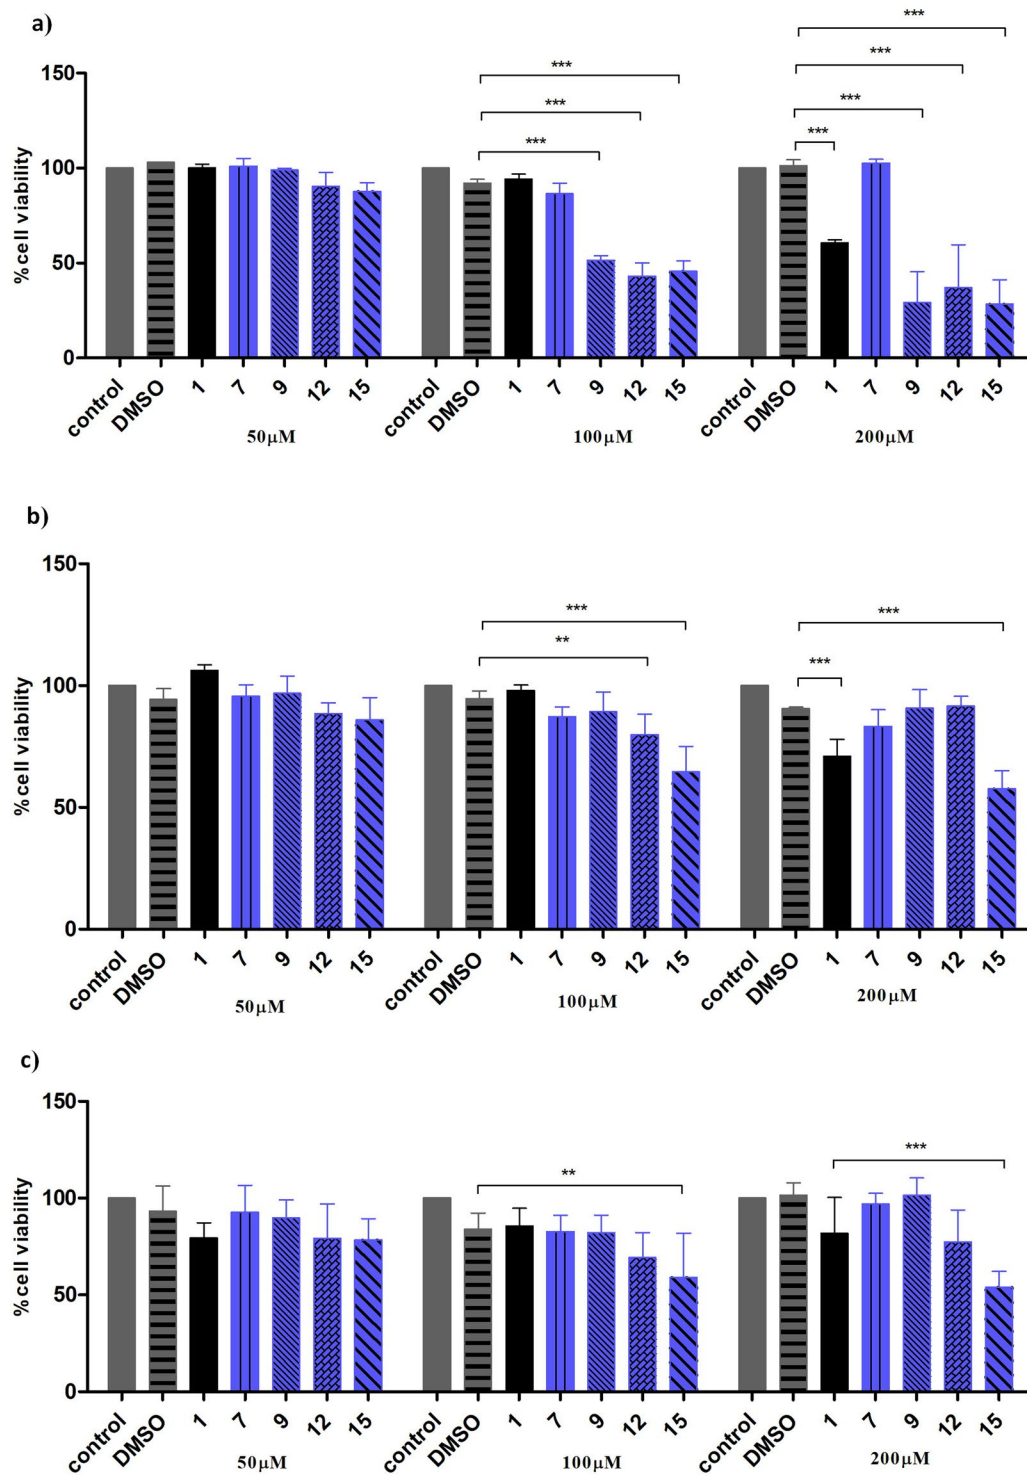 a)
***
***
***
***
***
***
***
150
100
50
0
%cell viability
control DMSO 1 7 9 12 15 control DMSO 1 7 9 12 15 control DMSO 1 7 9 12 15
50μM 100μM 200μM
b)
150
100
50
0
%cell viability
***
**
***
***
control DMSO 1 7 9 12 15 control DMSO 1 7 9 12 15 control DMSO 1 7 9 12 15
50μM 100μM 200μM
c)
150
100
50
0
%cell viability
**
***
control DMSO 1 7 9 12 15 control DMSO 1 7 9 12 15 control DMSO 1 7 9 12 15
50μM 100μM 200μM